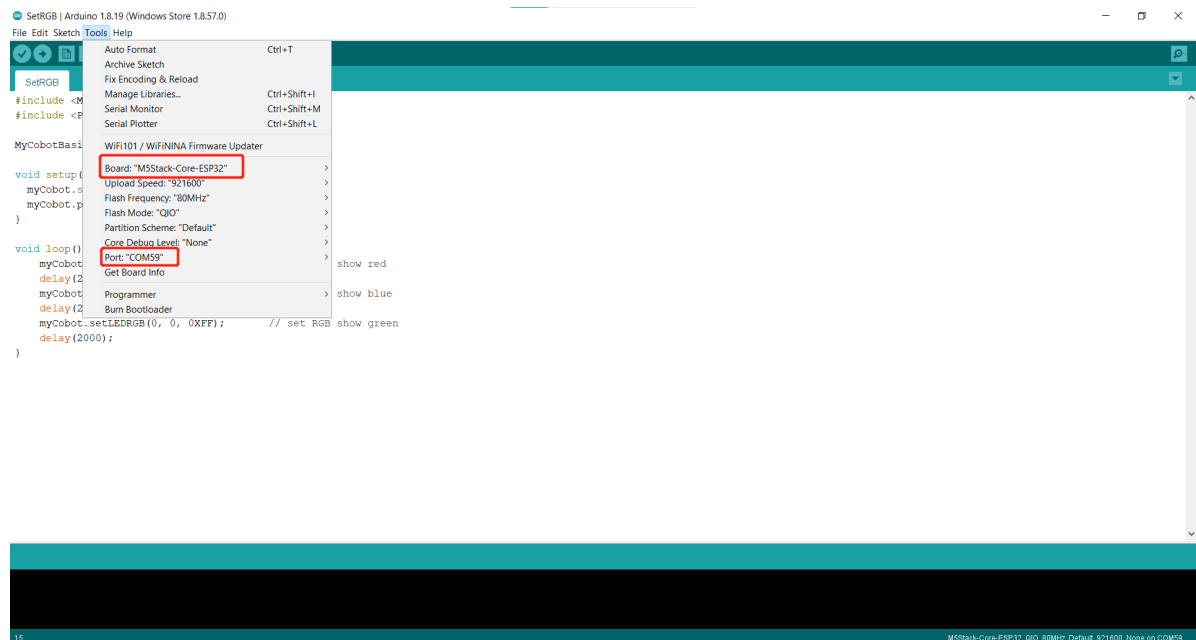 SetRGB | Arduino 1.8.19 (Windows Store 1.8.57.0)
File Edit Sketch Tools Help
SetRGB
Auto Format Ctrl+T
Archive Sketch
Fix Encoding & Reload
Manage Libraries... Ctrl+Shift+I
Serial Monitor Ctrl+Shift+M
Serial Plotter Ctrl+Shift+L
WiFi101 / WiFiNINA Firmware Updater
Board: "M5Stack-Core-ESP32"
Upload Speed: "921600"
Flash Frequency: "80MHz"
Flash Mode: "QIO"
Partition Scheme: "Default"
Core Debug Level: "None"
Port: "COM59"
Get Board Info
Programmer
Burn Bootloader
#include <M
#include <P
MyCobotBasi
void setup(
myCobot.s
myCobot.p
}
void loop()
myCobot show red
delay(2
myCobot show blue
delay(2
myCobot.setLEDRGB(0, 0, 0XFF); // set RGB show green
delay(2000);
}
15 M5Stack-Core-ESP32, QIO, 80MHz, Default, 921600, None on COM59